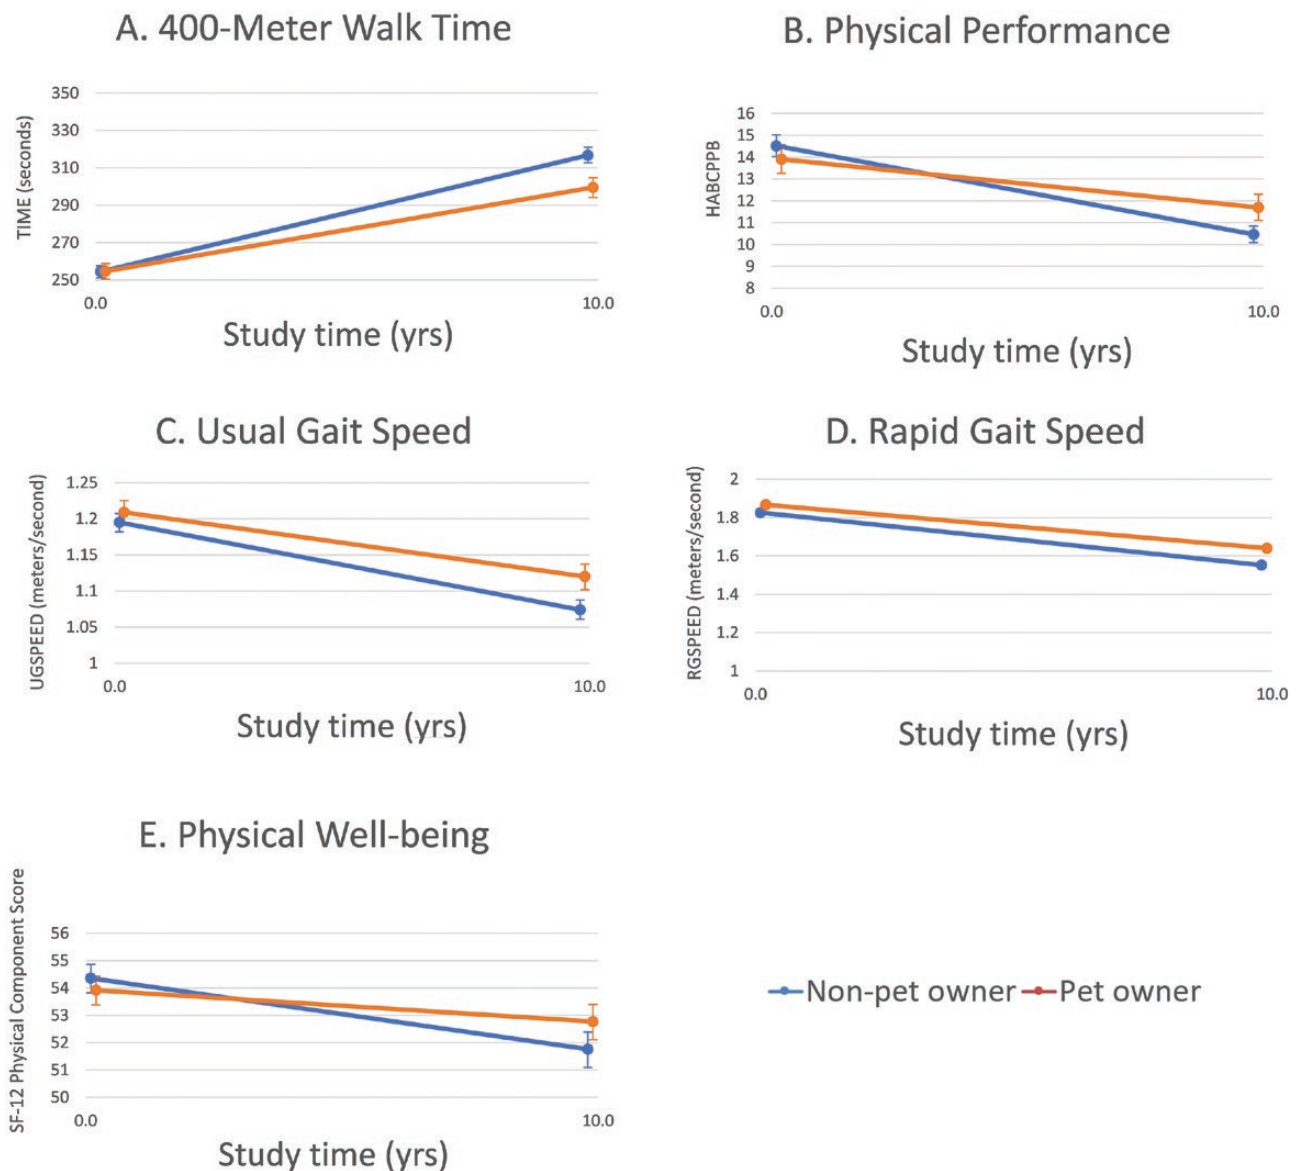 A. 400-Meter Walk Time
TIME (seconds)
350
330
310
290
270
250
0.0 10.0
Study time (yrs)
B. Physical Performance
HABCPPB
16
15
14
13
12
11
10
9
8
0.0 10.0
Study time (yrs)
C. Usual Gait Speed
UGSPEED (meters/second)
1.25
1.2
1.15
1.1
1.05
1
0.0 10.0
Study time (yrs)
D. Rapid Gait Speed
RGSPEED (meters/second)
2
1.8
1.6
1.4
1.2
1
0.0 10.0
Study time (yrs)
E. Physical Well-being
SF-12 Physical Component Score
56
55
54
53
52
51
50
0.0 10.0
Study time (yrs)
Non-pet owner Pet owner